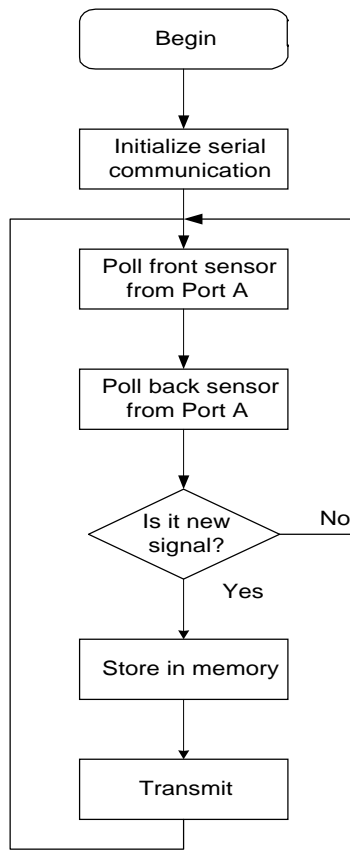 Begin
Initialize serial
communication
Poll front sensor
from Port A
Poll back sensor
from Port A
Is it new
signal?
No
Yes
Store in memory
Transmit